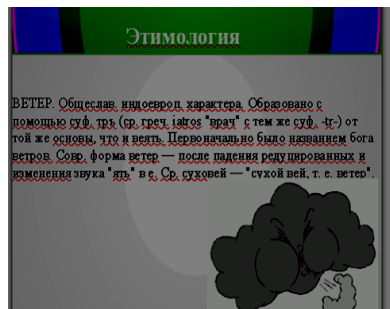 Этимология
ВЕТЕР. Общеслав. индоевроп. характера. Образовано с
помощью суф. тръ (ср. греч. iatros "врач" с тем же суф. -tr-) от
той же основы, что и веять. Первоначально было названием бога
ветров. Совр. форма ветер — после падения редуцированных и
изменения звука "ять" в е. Ср. суховей — "сухой вей, т. е. ветер".